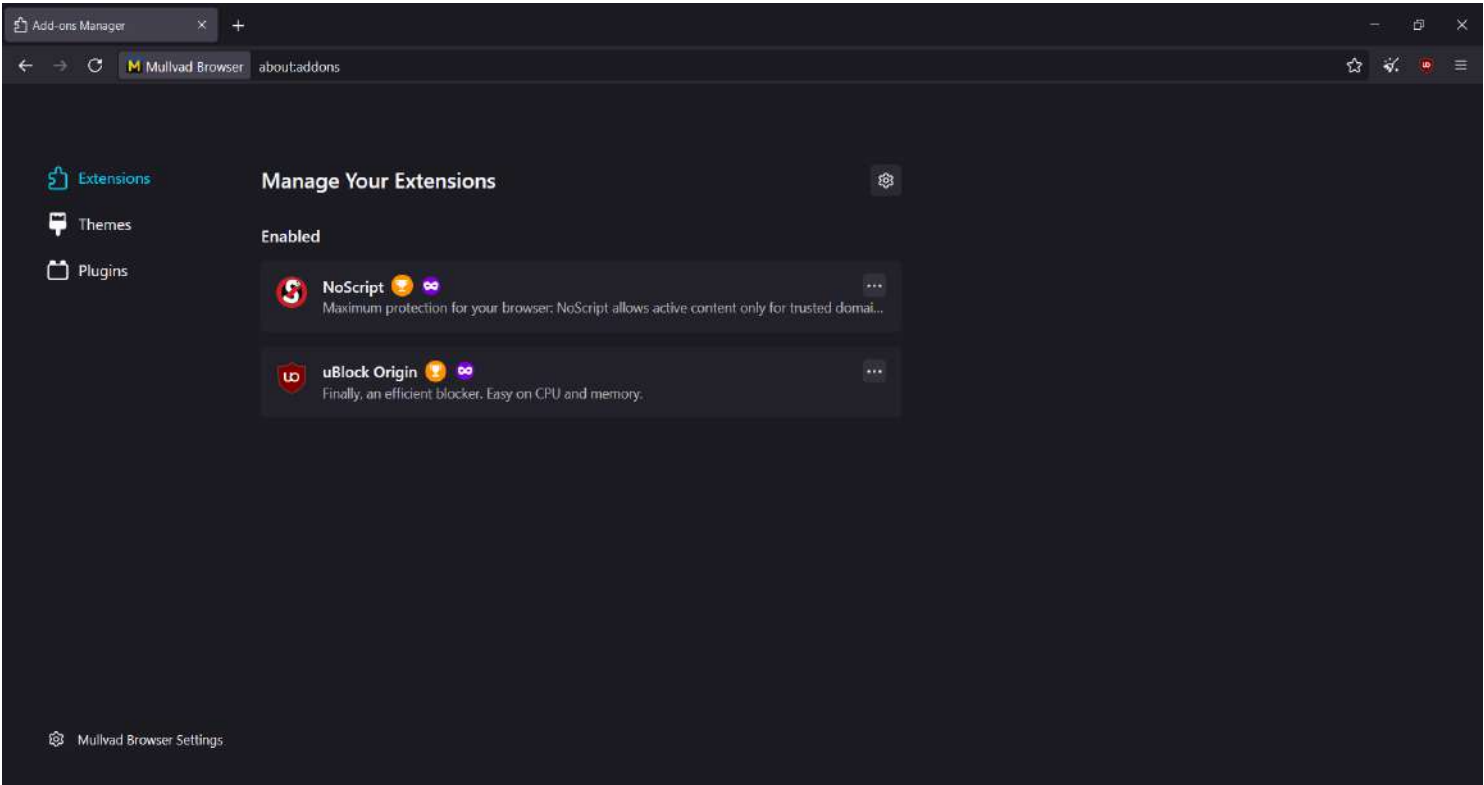 Add-ons Manager
Mullvad Browser about:addons
Extensions
Themes
Plugins
Manage Your Extensions
Enabled
NoScript
Maximum protection for your browser: NoScript allows active content only for trusted domai...
uBlock Origin
Finally, an efficient blocker. Easy on CPU and memory.
Mullvad Browser Settings